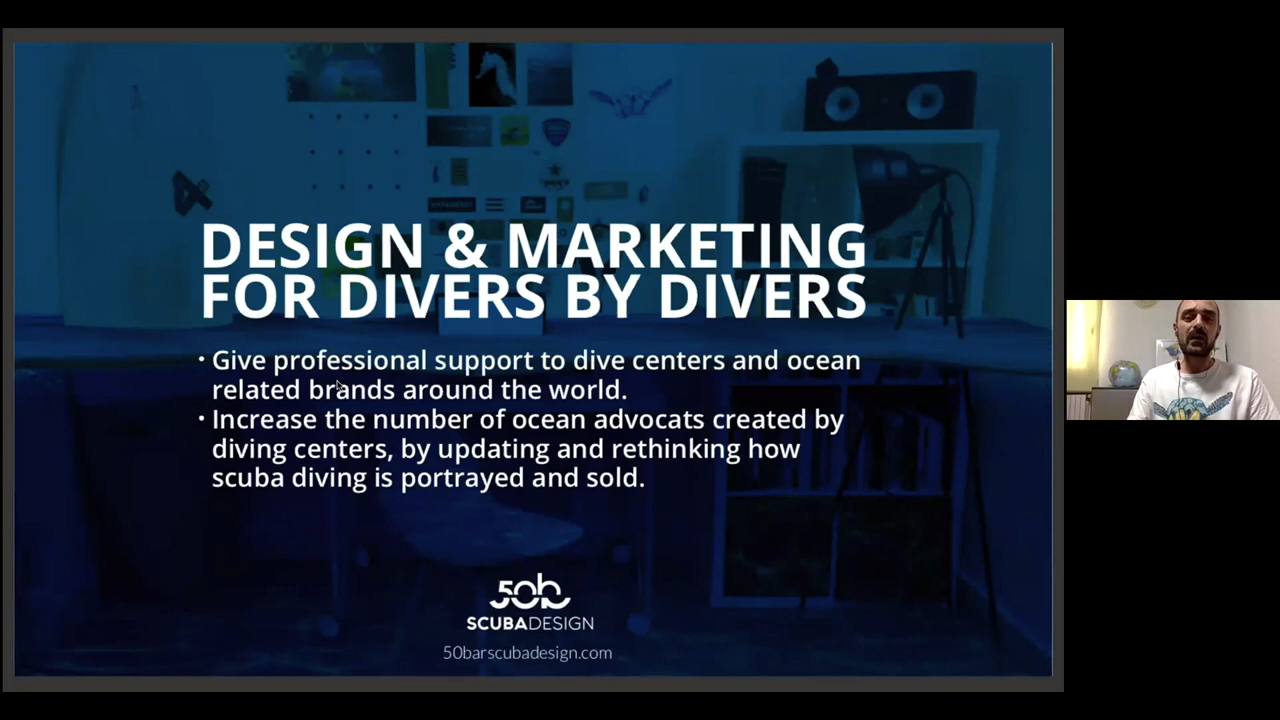 DESIGN & MARKETING
FOR DIVERS BY DIVERS
· Give professional support to dive centers and ocean
related brands around the world.
· Increase the number of ocean advocats created by
diving centers, by updating and rethinking how
scuba diving is portrayed and sold.
50b
SCUBADESIGN
50barscubadesign.com